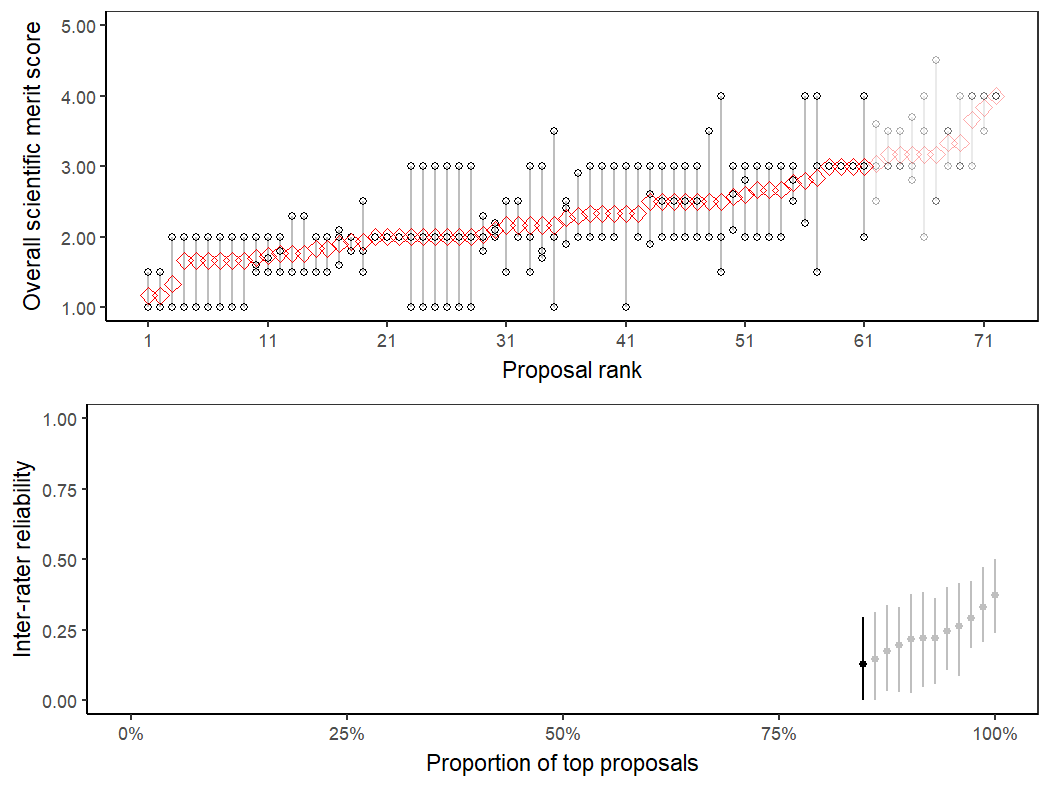 Overall scientific merit score
5.00
4.00
3.00
2.00
1.00
1 11 21 31 41 51 61 71
Proposal rank
Inter-rater reliability
1.00
0.75
0.50
0.25
0.00
0% 25% 50% 75% 100%
Proportion of top proposals